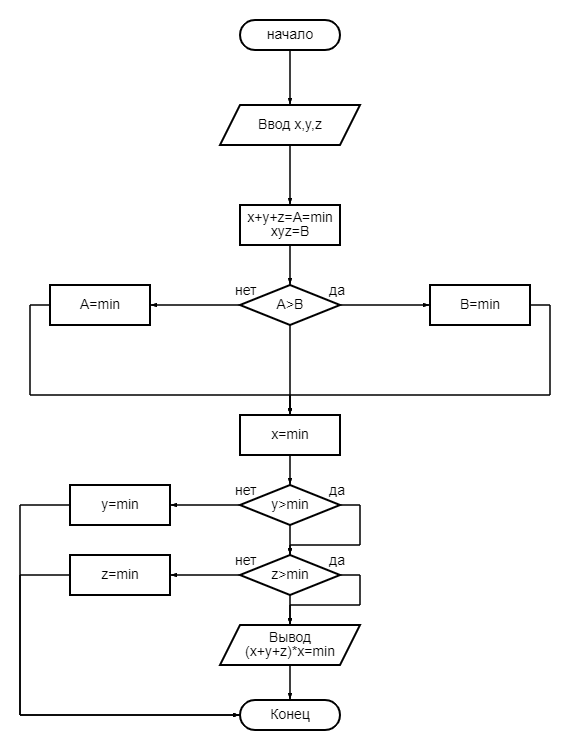 начало
Ввод x,y,z
x+y+z=A=min
xyz=B
нет
да
A=min
A>B
B=min
x=min
нет
да
y=min
y>min
нет
да
z=min
z>min
Вывод
(x+y+z)*x=min
Конец